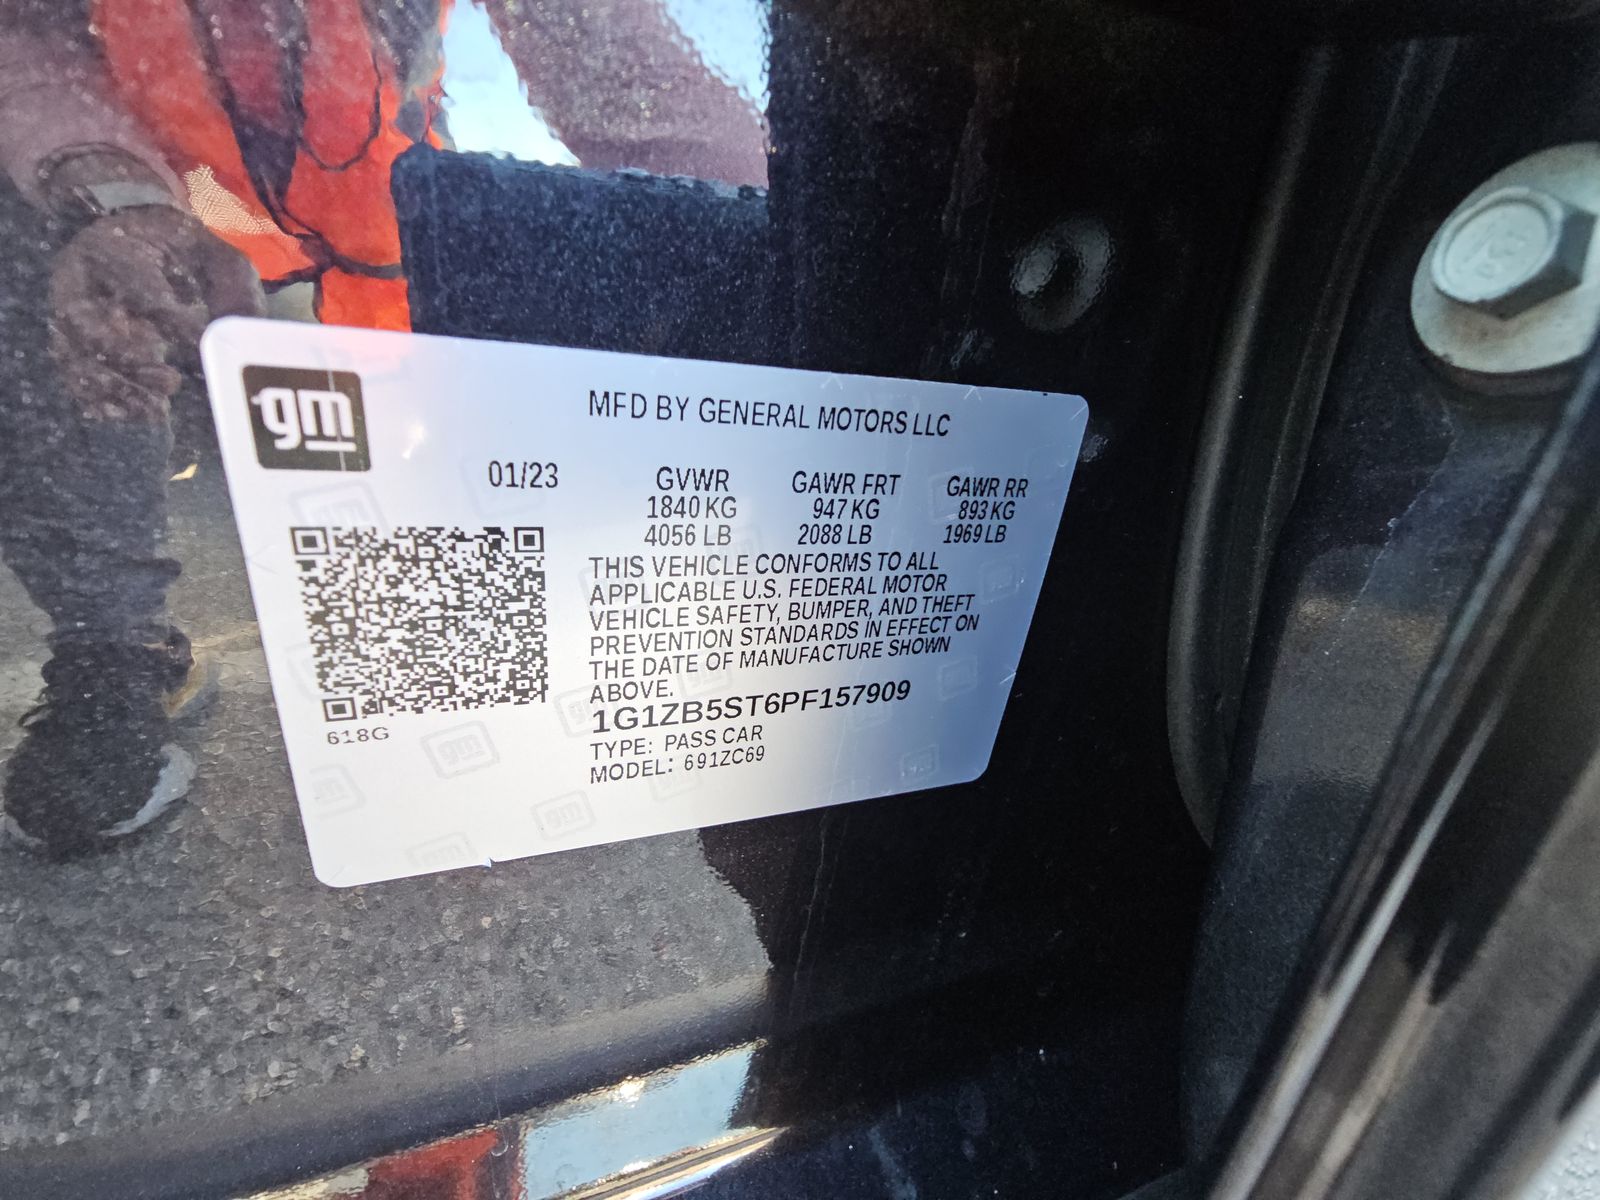 gm
MFD BY GENERAL MOTORS LLC
01/23
GVWR GAWR FRT GAWR RR
1840 KG 947 KG 893 KG
4056 LB 2088 LB 1969 LB
THIS VEHICLE CONFORMS TO ALL
APPLICABLE U.S. FEDERAL MOTOR
VEHICLE SAFETY, BUMPER, AND THEFT
PREVENTION STANDARDS IN EFFECT ON
THE DATE OF MANUFACTURE SHOWN
ABOVE.
1G1ZB5ST6PF157909
618G
TYPE: PASS CAR
MODEL: 691ZC69